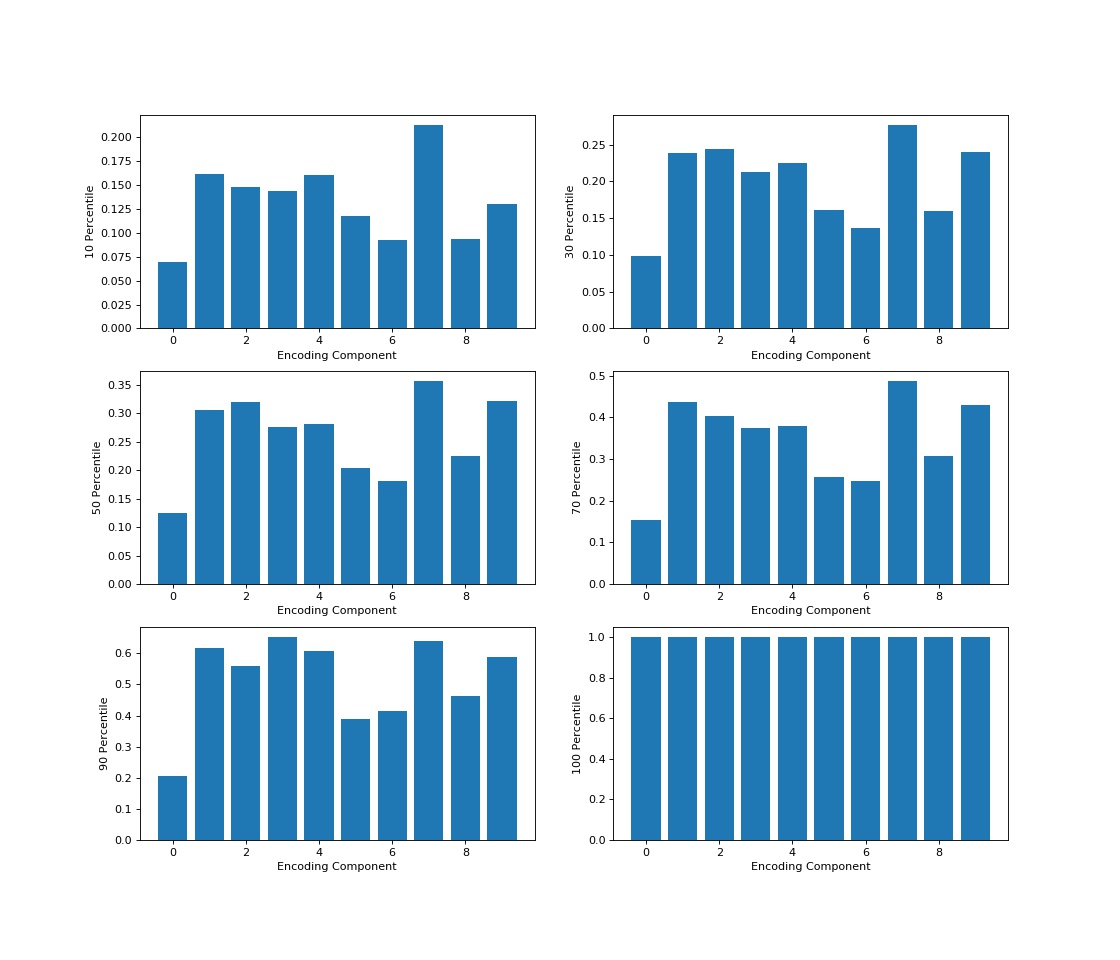 0.200
0.175
0.150
0.125
0.100
0.075
0.050
0.025
0.000
10 Percentile
0 2 4 6 8
Encoding Component
0.25
0.20
0.15
0.10
0.05
0.00
30 Percentile
0 2 4 6 8
Encoding Component
0.35
0.30
0.25
0.20
0.15
0.10
0.05
0.00
50 Percentile
0 2 4 6 8
Encoding Component
0.5
0.4
0.3
0.2
0.1
0.0
70 Percentile
0 2 4 6 8
Encoding Component
0.6
0.5
0.4
0.3
0.2
0.1
0.0
90 Percentile
0 2 4 6 8
Encoding Component
1.0
0.8
0.6
0.4
0.2
0.0
100 Percentile
0 2 4 6 8
Encoding Component